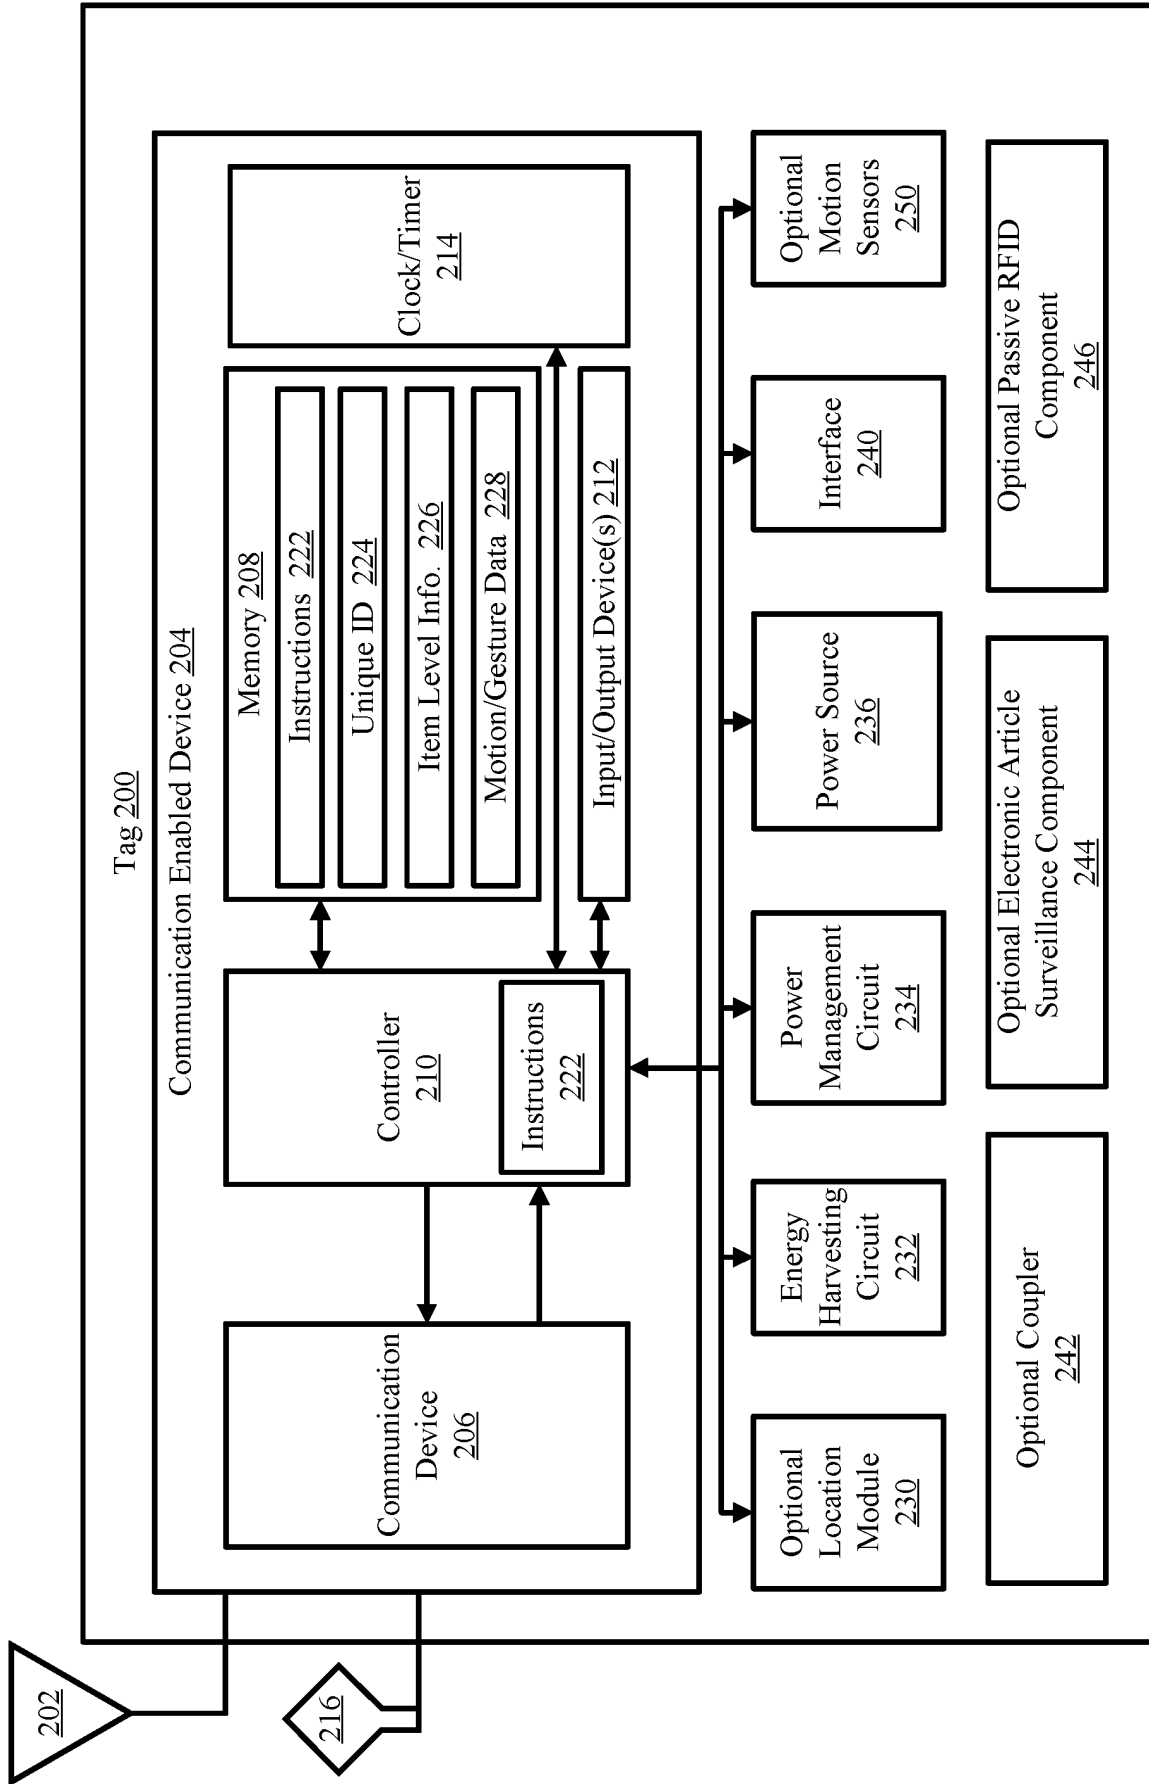 202
216
Tag 200
Communication Enabled Device 204
Communication
Device
206
Controller
210
Instructions
222
Memory 208
Instructions 222
Unique ID 224
Item Level Info. 226
Motion/Gesture Data 228
Input/Output Device(s) 212
Clock/Timer
214
Optional
Location
Module
230
Energy
Harvesting
Circuit
232
Power
Management
Circuit
234
Power Source
236
Interface
240
Optional
Motion
Sensors
250
Optional Coupler
242
Optional Electronic Article
Surveillance Component
244
Optional Passive RFID
Component
246